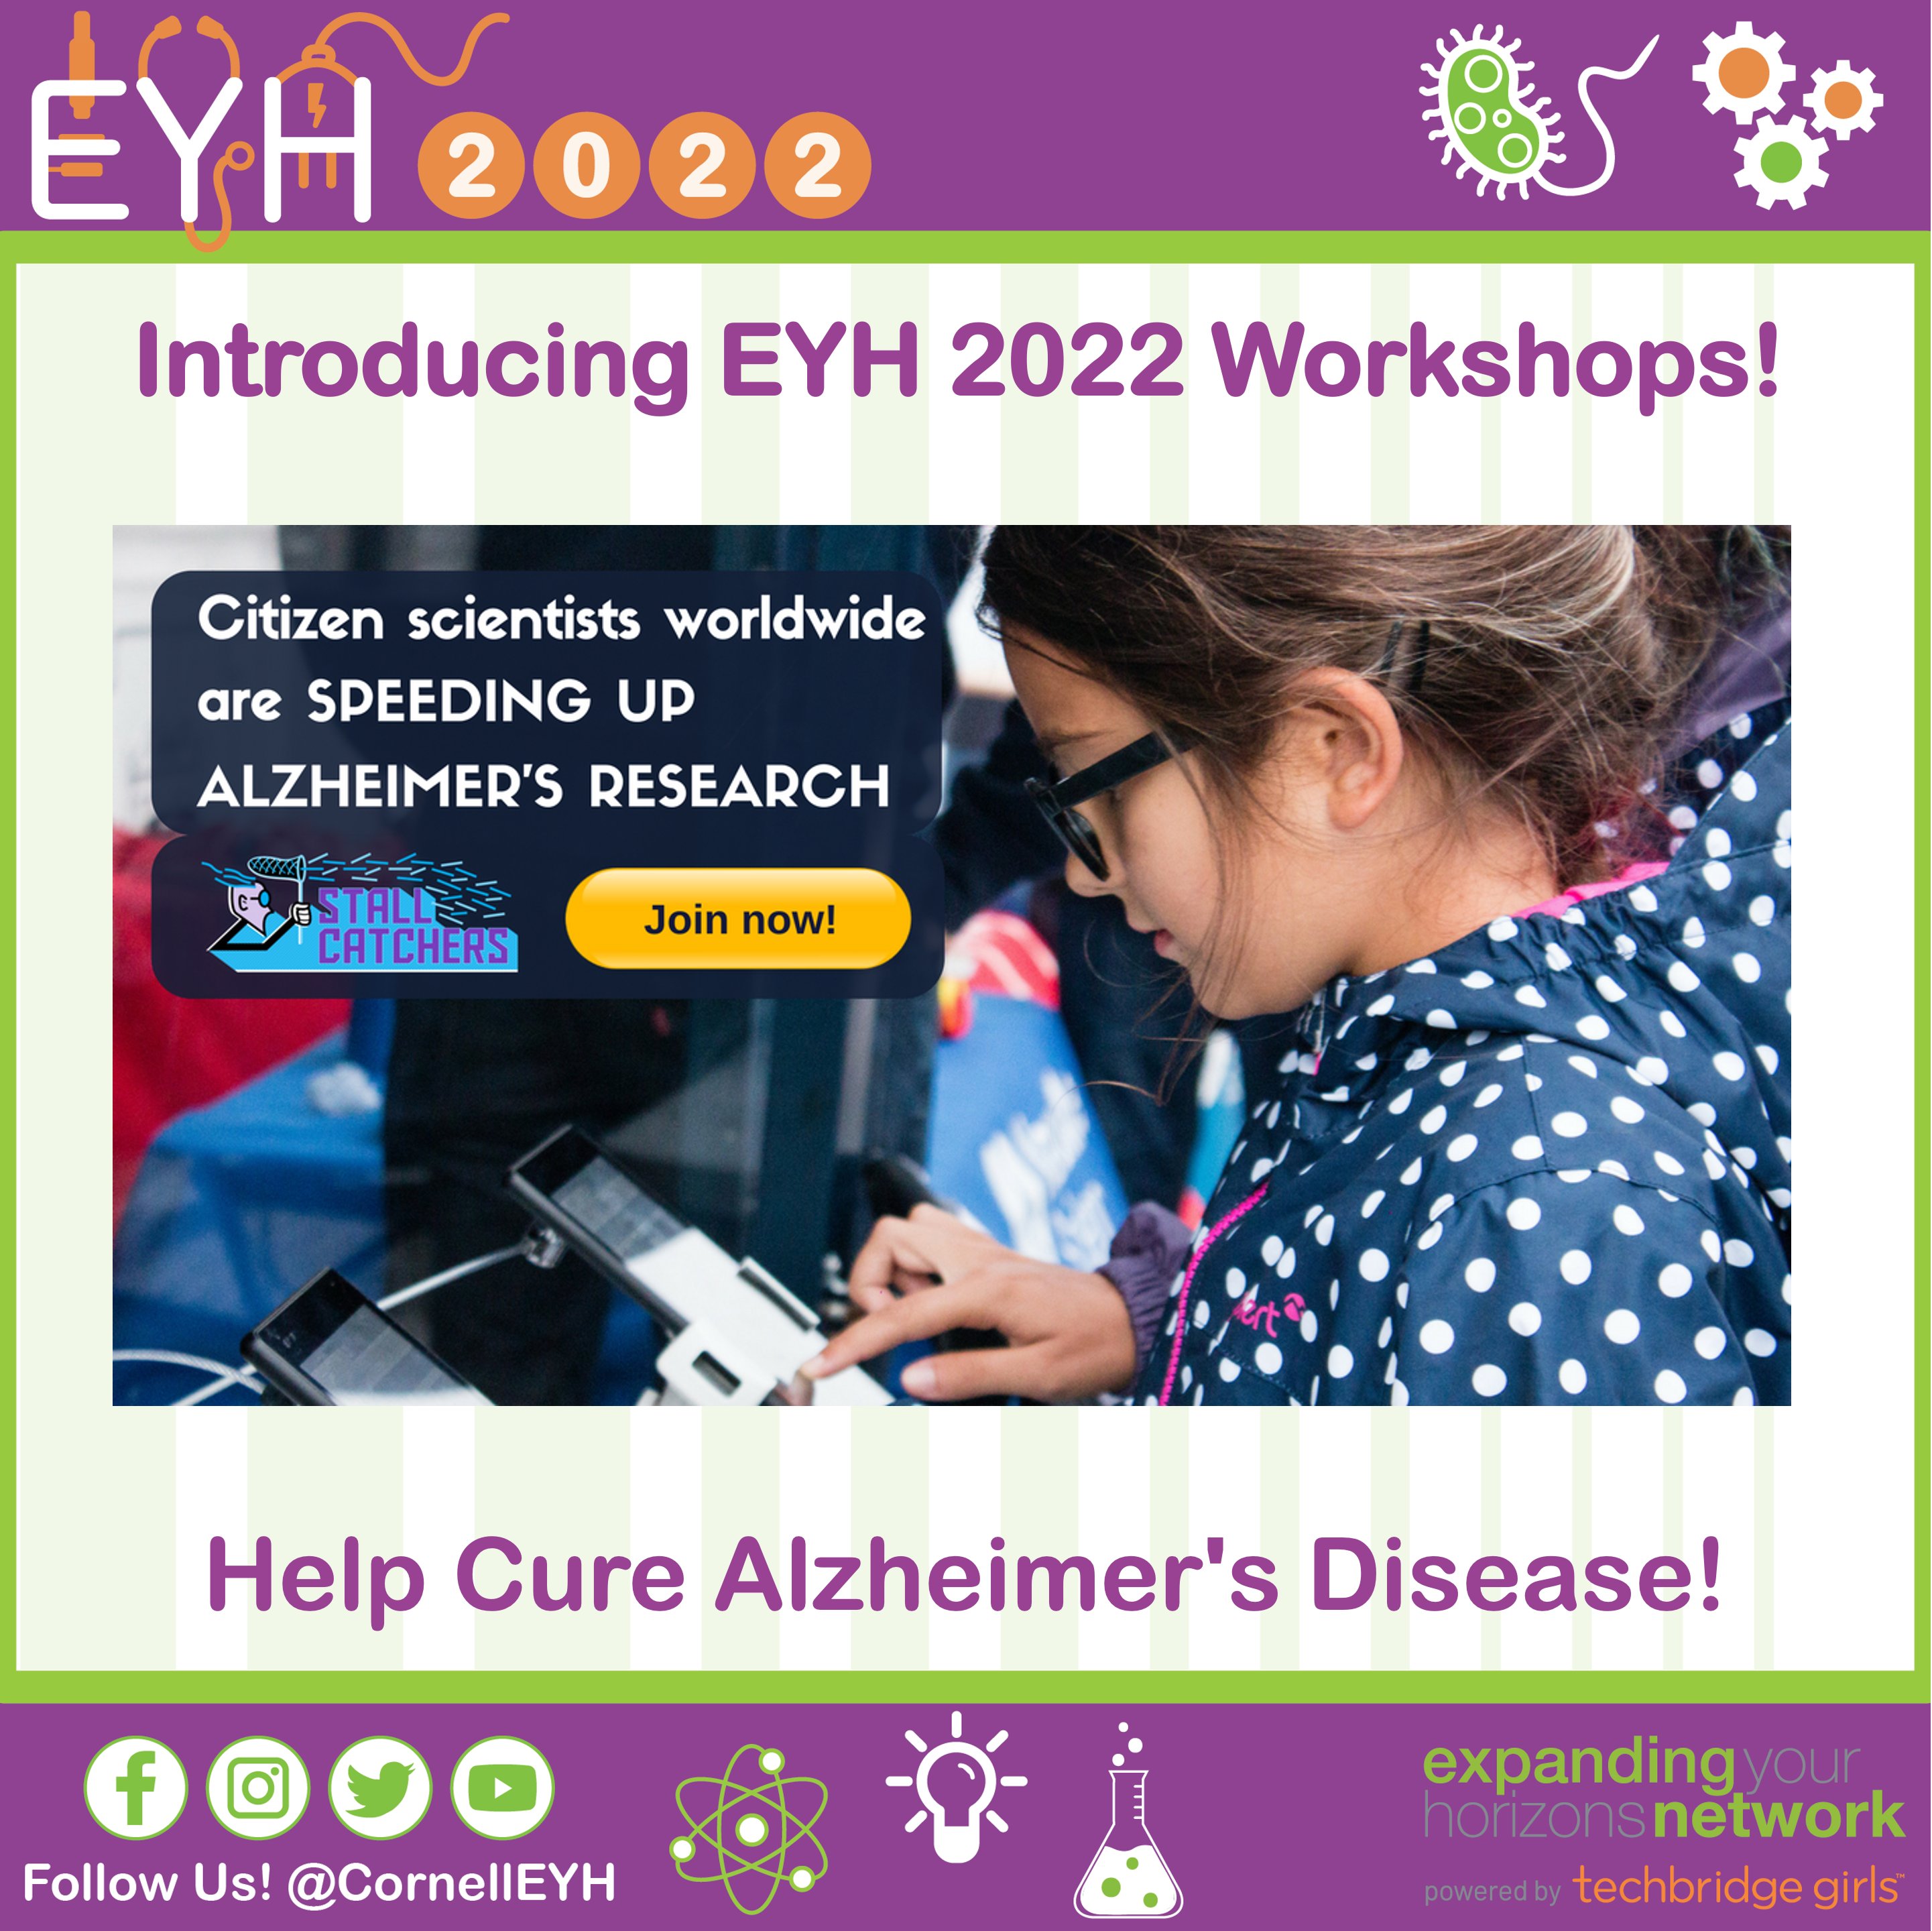 EYH 2022
Introducing EYH 2022 Workshops!
Citizen scientists worldwide
are SPEEDING UP
ALZHEIMER'S RESEARCH
STALL
CATCHERS
Join now!
Help Cure Alzheimer's Disease!
Follow Us! @CornellEYH
expanding your
horizons network
powered by techbridge girls™